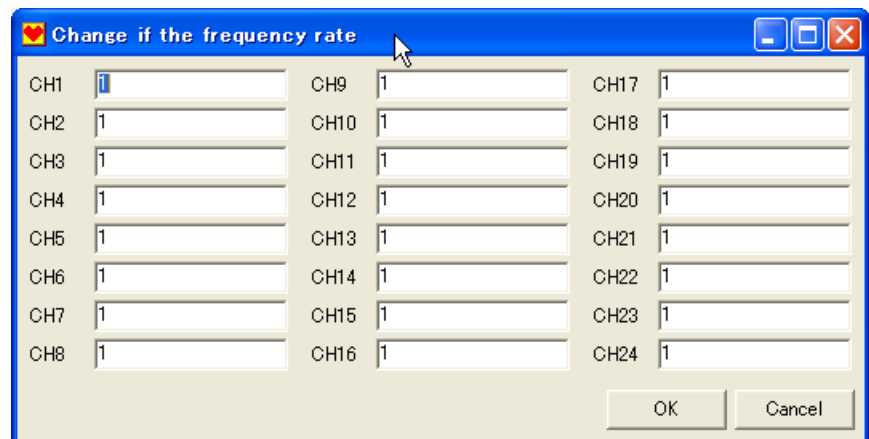 Change if the frequency rate
CH1 1 CH9 1 CH17 1
CH2 1 CH10 1 CH18 1
CH3 1 CH11 1 CH19 1
CH4 1 CH12 1 CH20 1
CH5 1 CH13 1 CH21 1
CH6 1 CH14 1 CH22 1
CH7 1 CH15 1 CH23 1
CH8 1 CH16 1 CH24 1
OK Cancel